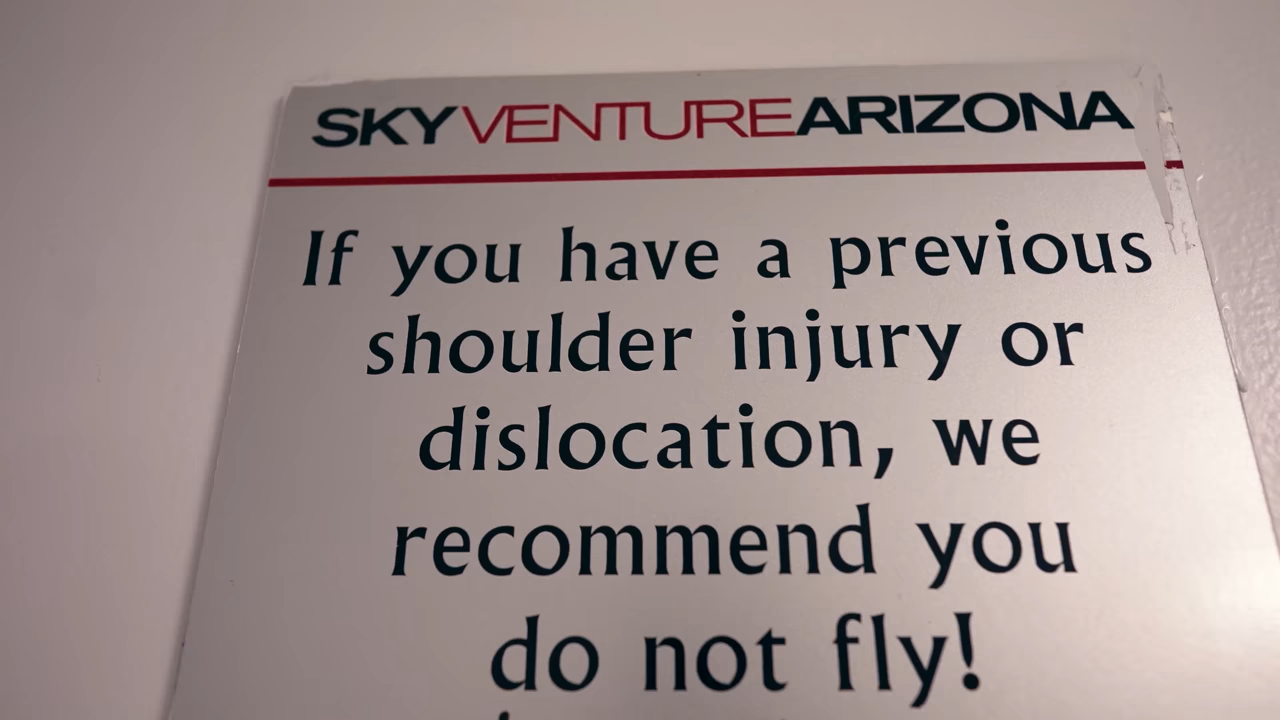 SKYVENTUREARIZONA
If you have a previous
shoulder injury or
dislocation, we
recommend you
do not fly!